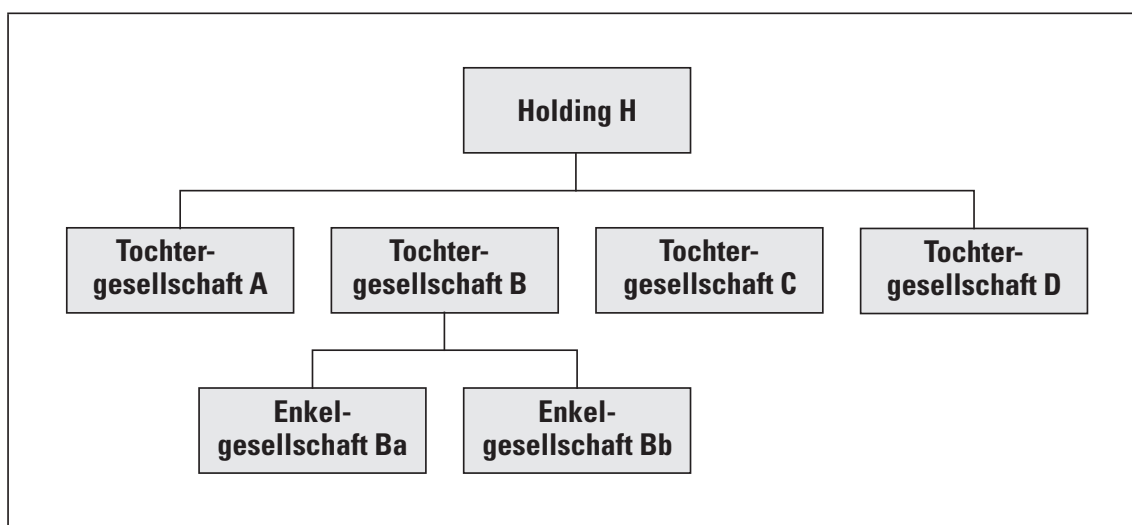 Holding H
Tochter-
gesellschaft A
Tochter-
gesellschaft B
Tochter-
gesellschaft C
Tochter-
gesellschaft D
Enkel-
gesellschaft Ba
Enkel-
gesellschaft Bb